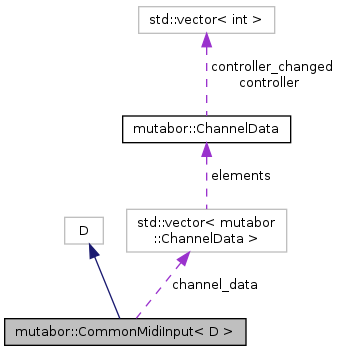 std::vector< int >
controller_changed
controller
mutabor::ChannelData
elements
D
std::vector< mutabor
::ChannelData >
channel_data
mutabor::CommonMidiInput< D >